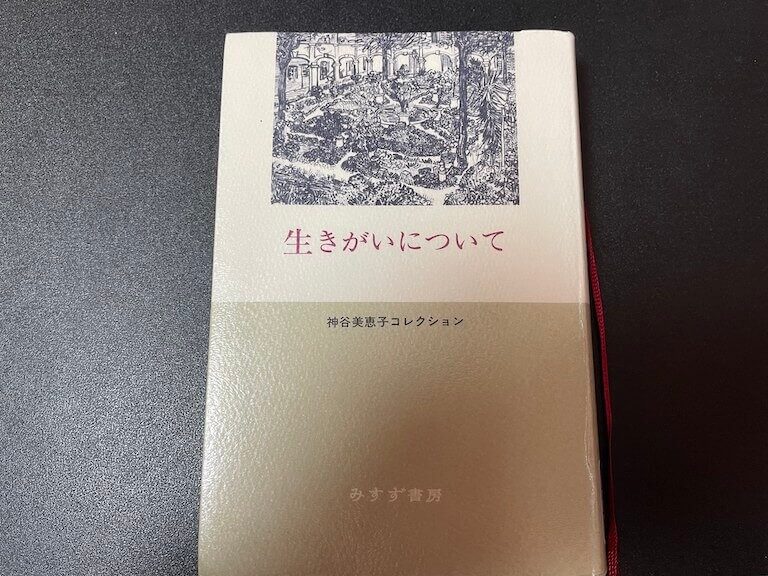 生きがいについて
神谷美恵子コレクション
みすず書房